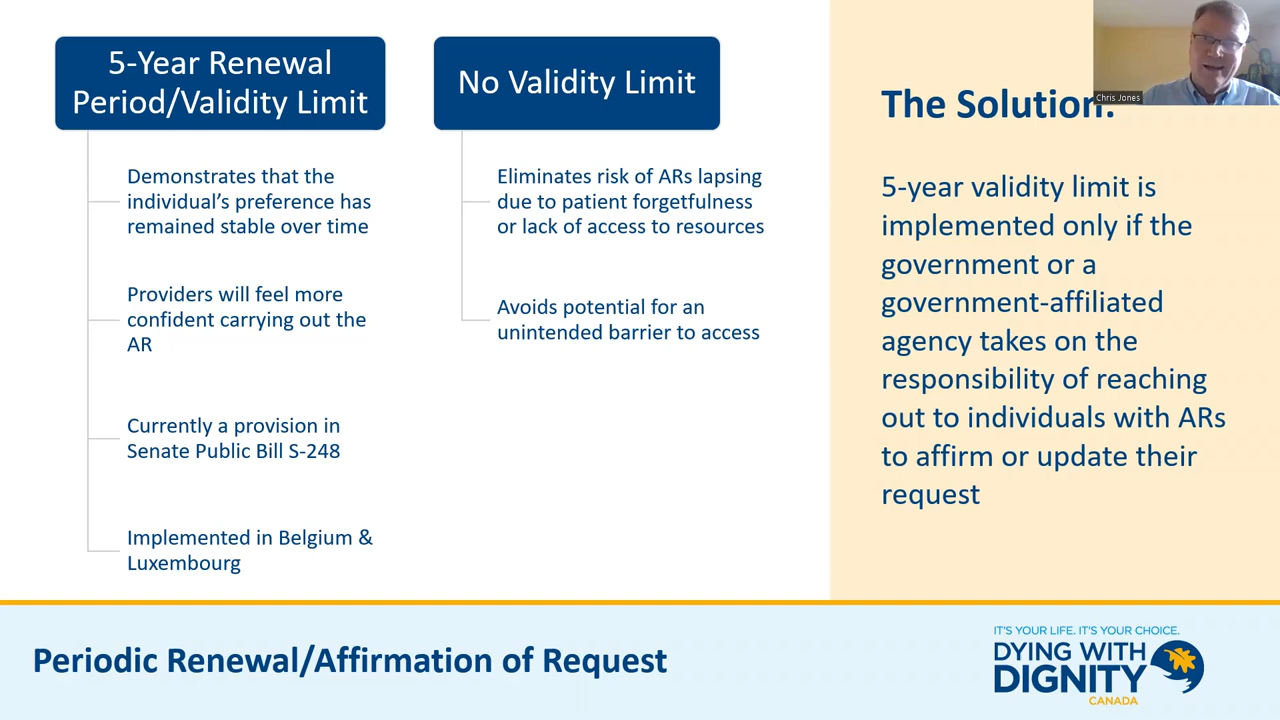 5-Year Renewal
Period/Validity Limit
Demonstrates that the
individual’s preference has
remained stable over time
Providers will feel more
confident carrying out the
AR
Currently a provision in
Senate Public Bill S-248
Implemented in Belgium &
Luxembourg
No Validity Limit
Eliminates risk of ARs lapsing
due to patient forgetfulness
or lack of access to resources
Avoids potential for an
unintended barrier to access
The Solution:
5-year validity limit is
implemented only if the
government or a
government-affiliated
agency takes on the
responsibility of reaching
out to individuals with ARs
to affirm or update their
request
Chris Jones
Periodic Renewal/Affirmation of Request
IT'S YOUR LIFE. IT'S YOUR CHOICE.
DYING WITH
DIGNITY
CANADA